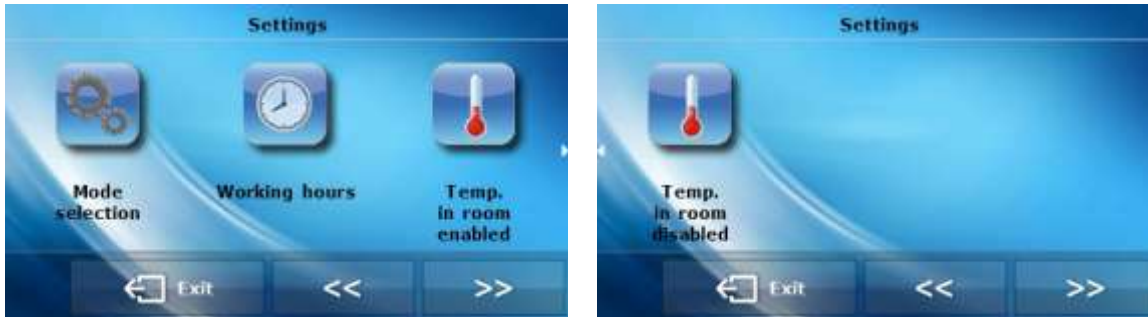 Settings
Mode
selection
Working hours
Temp.
in room
enabled
Exit
<<
>>
Settings
Temp.
in room
disabled
Exit
<<
>>